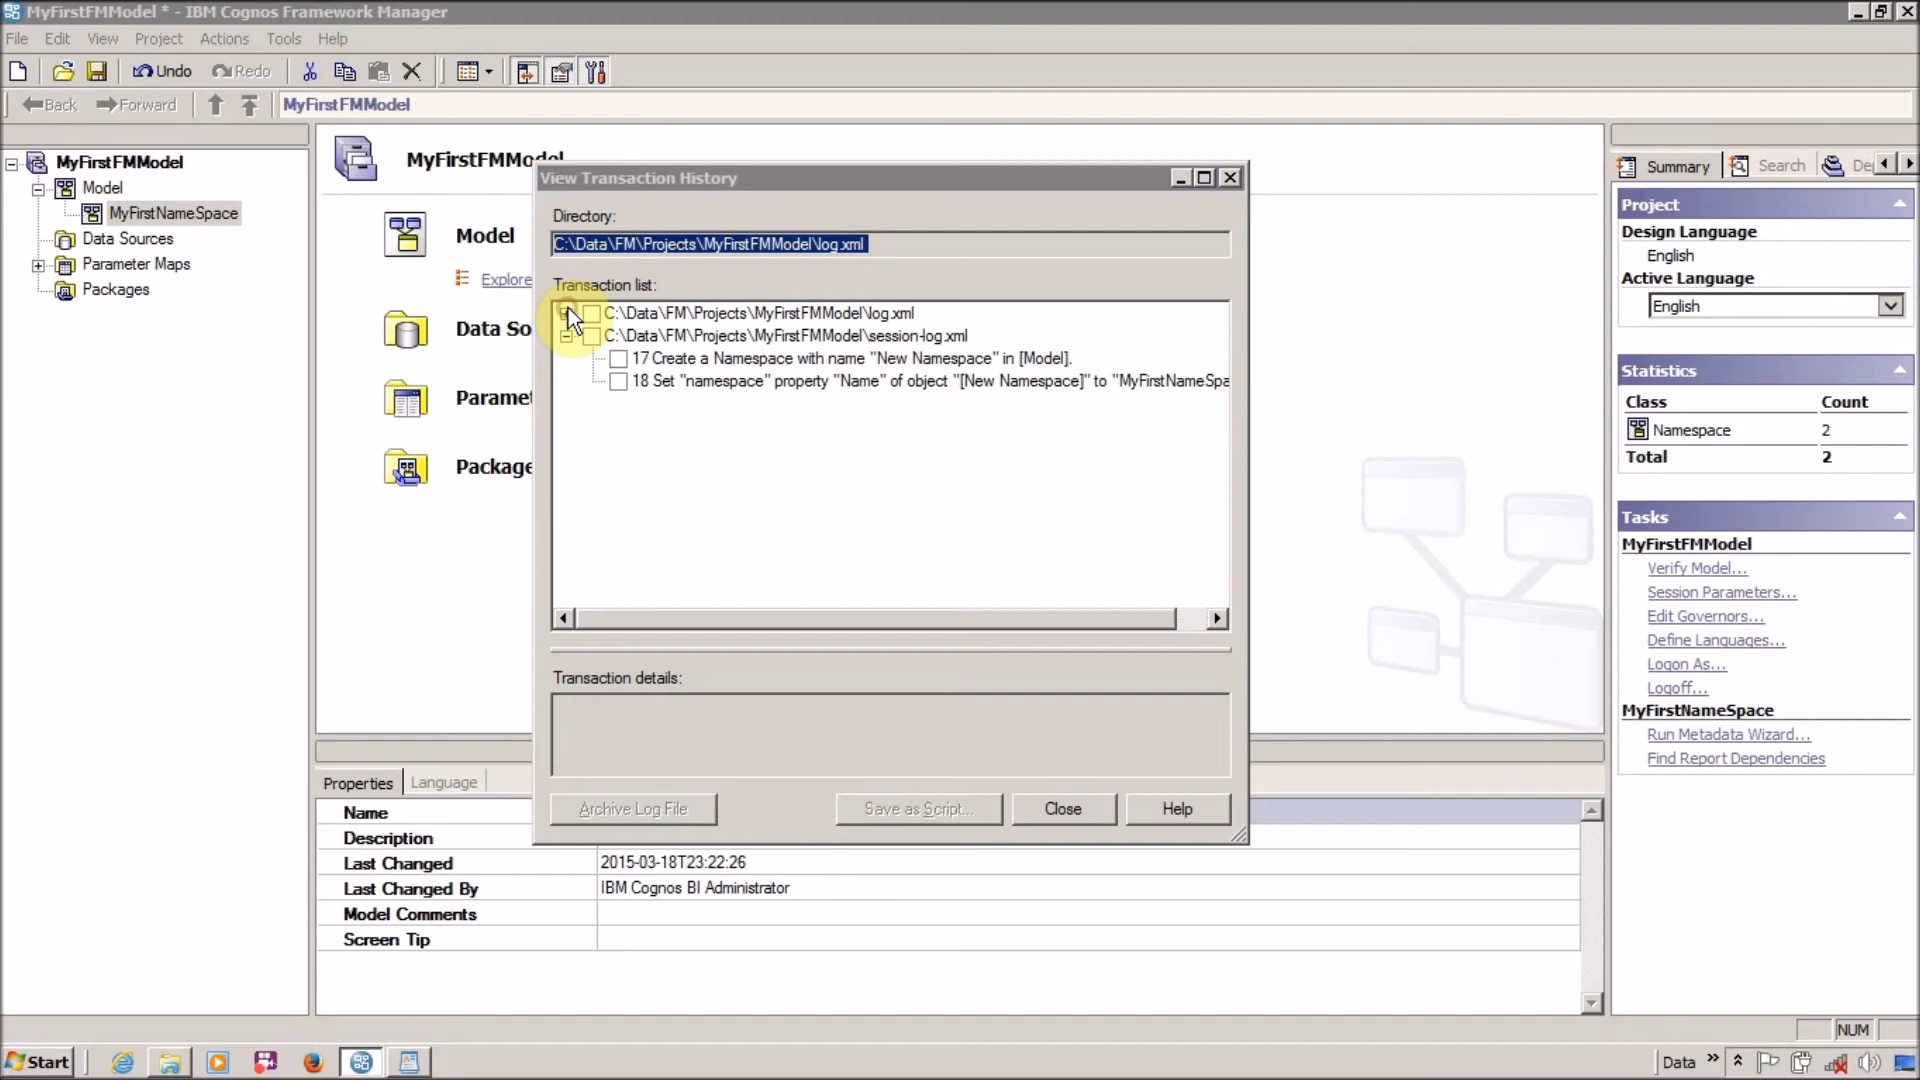 MyFirstFMModel * - IBM Cognos Framework Manager
File Edit View Project Actions Tools Help
Undo Redo
Back Forward MyFirstFMModel
MyFirstFMModel
Model
MyFirstNameSpace
Data Sources
Parameter Maps
Packages
MyFirstFMModel
Model
Explore
Data So
Paramet
Package
View Transaction History
Directory:
C:\Data\FM\Projects\MyFirstFMModel\log.xml
Transaction list:
C:\Data\FM\Projects\MyFirstFMModel\log.xml
C:\Data\FM\Projects\MyFirstFMModel\session-log.xml
17 Create a Namespace with name "New Namespace" in [Model].
18 Set "namespace" property "Name" of object "[New Namespace]" to "MyFirstNameSpa
Transaction details:
Archive Log File Save as Script... Close Help
Properties Language
Name
Description
Last Changed 2015-03-18T23:22:26
Last Changed By IBM Cognos BI Administrator
Model Comments
Screen Tip
Summary Search De
Project
Design Language
English
Active Language
English
Statistics
Class Count
Namespace 2
Total 2
Tasks
MyFirstFMModel
Verify Model...
Session Parameters...
Edit Governors...
Define Languages...
Logon As...
Logoff...
MyFirstNameSpace
Run Metadata Wizard...
Find Report Dependencies
NUM
Start Data »